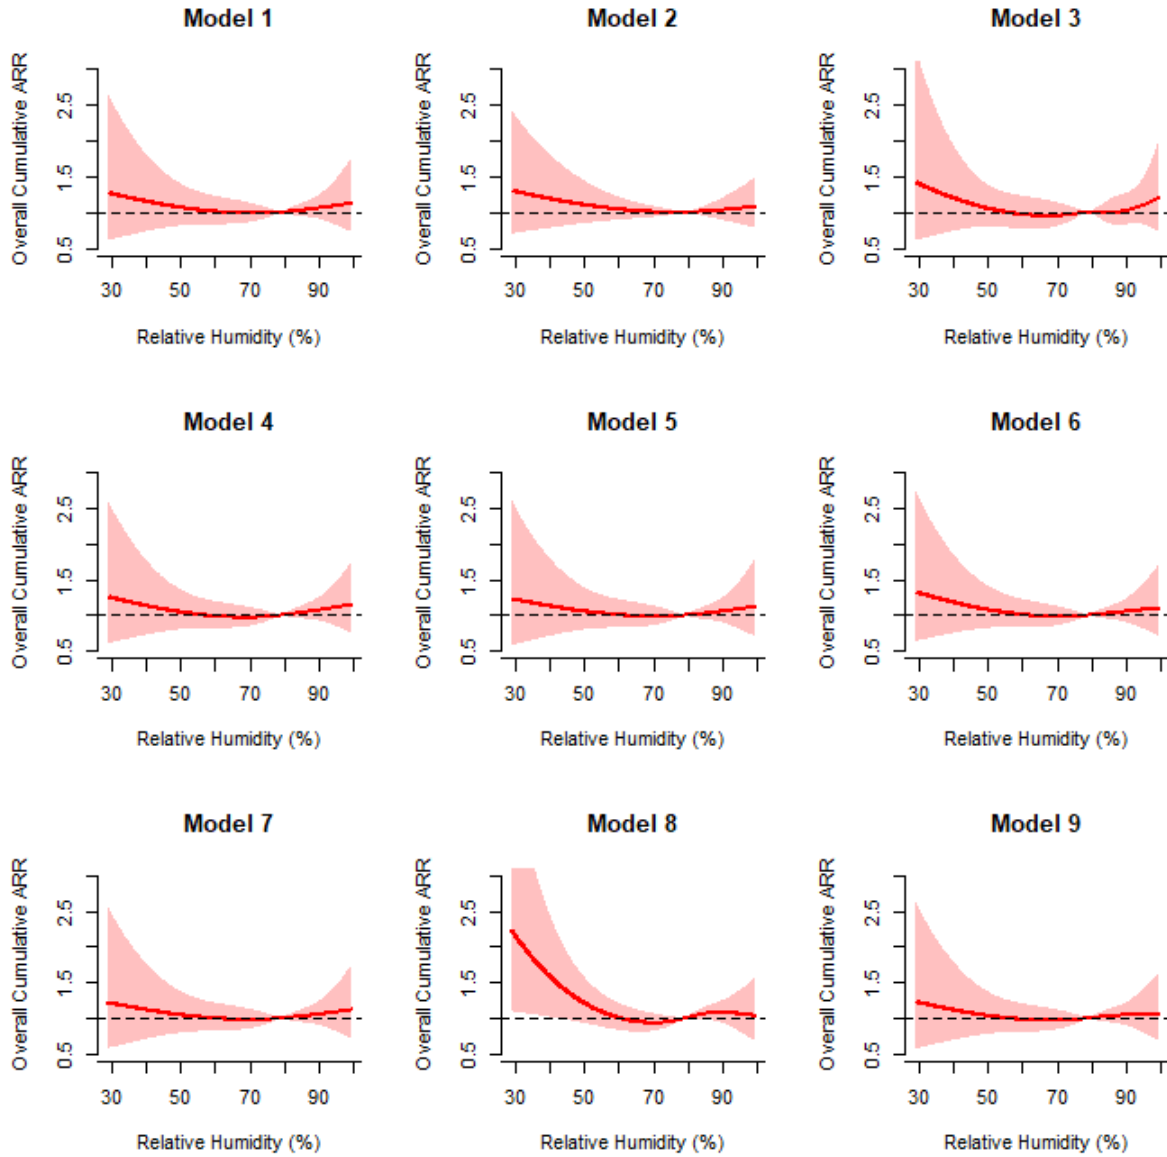 Model 1
Overall Cumulative ARR
0.5 1.5 2.5
30 50 70 90
Relative Humidity (%)
Model 2
Overall Cumulative ARR
0.5 1.5 2.5
30 50 70 90
Relative Humidity (%)
Model 3
Overall Cumulative ARR
0.5 1.5 2.5
30 50 70 90
Relative Humidity (%)
Model 4
Overall Cumulative ARR
0.5 1.5 2.5
30 50 70 90
Relative Humidity (%)
Model 5
Overall Cumulative ARR
0.5 1.5 2.5
30 50 70 90
Relative Humidity (%)
Model 6
Overall Cumulative ARR
0.5 1.5 2.5
30 50 70 90
Relative Humidity (%)
Model 7
Overall Cumulative ARR
0.5 1.5 2.5
30 50 70 90
Relative Humidity (%)
Model 8
Overall Cumulative ARR
0.5 1.5 2.5
30 50 70 90
Relative Humidity (%)
Model 9
Overall Cumulative ARR
0.5 1.5 2.5
30 50 70 90
Relative Humidity (%)